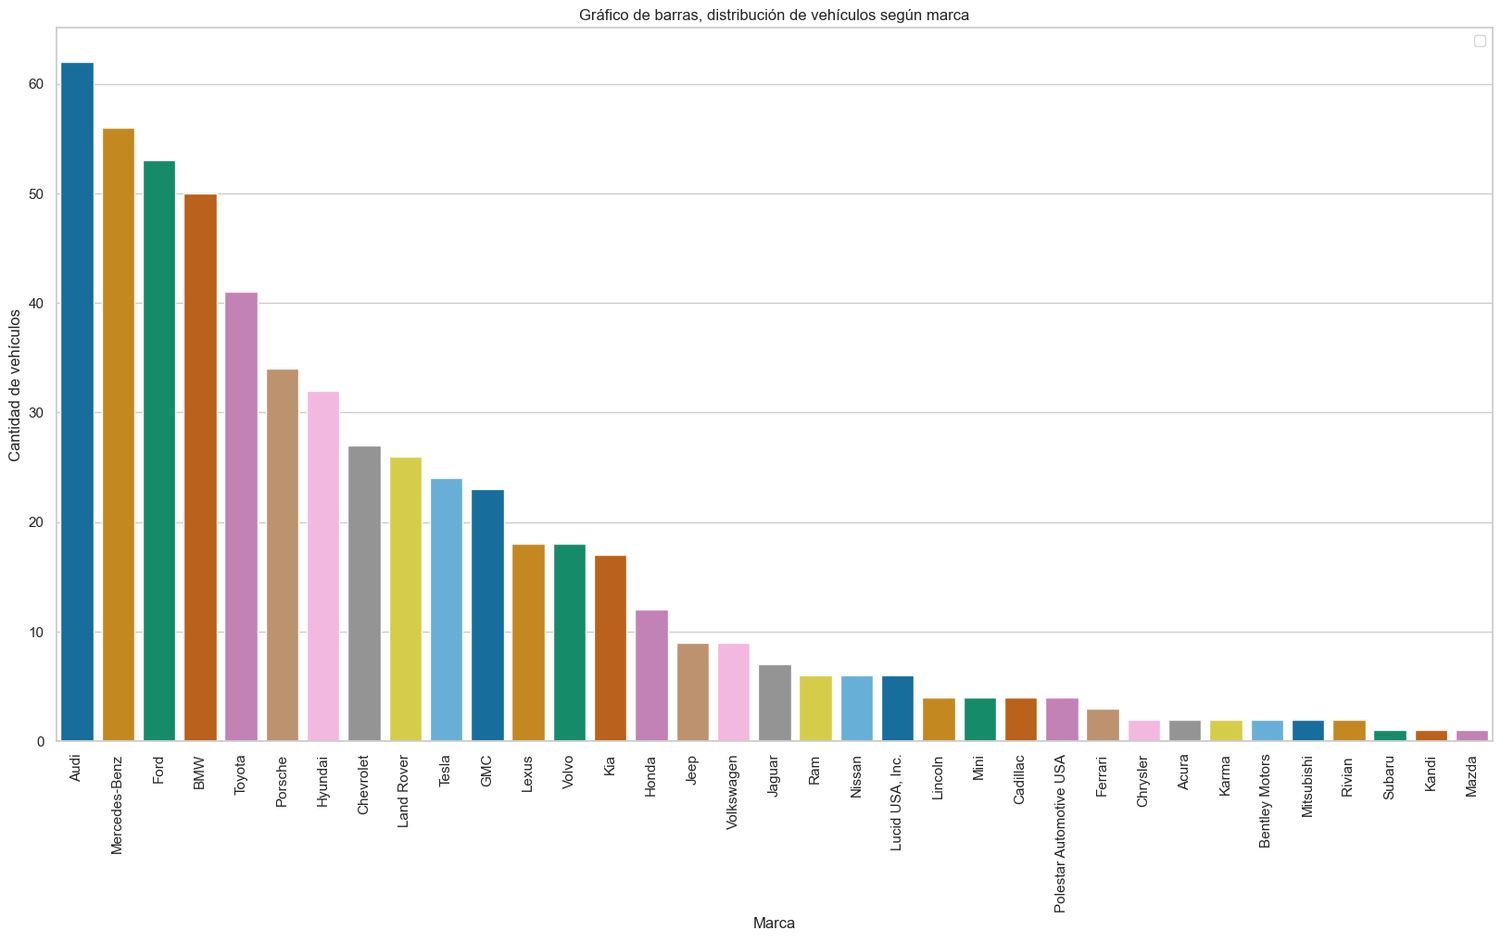 Gráfico de barras, distribución de vehículos según marca
Cantidad de vehículos
60
50
40
30
20
10
0
Audi
Mercedes-Benz
Ford
BMW
Toyota
Porsche
Hyundai
Chevrolet
Land Rover
Tesla
GMC
Lexus
Volvo
Kia
Honda
Jeep
Volkswagen
Jaguar
Ram
Nissan
Lucid USA, Inc.
Lincoln
Mini
Cadillac
Polestar Automotive USA
Ferrari
Chrysler
Acura
Karma
Bentley Motors
Mitsubishi
Rivian
Subaru
Kandi
Mazda
Marca